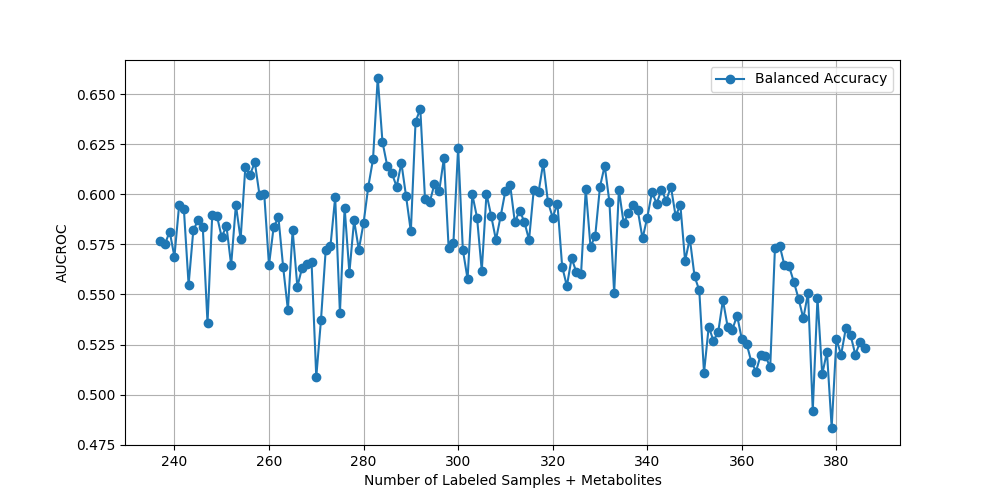 Balanced Accuracy
0.650
0.625
0.600
0.575
0.550
0.525
0.500
0.475
AUCROC
240 260 280 300 320 340 360 380
Number of Labeled Samples + Metabolites